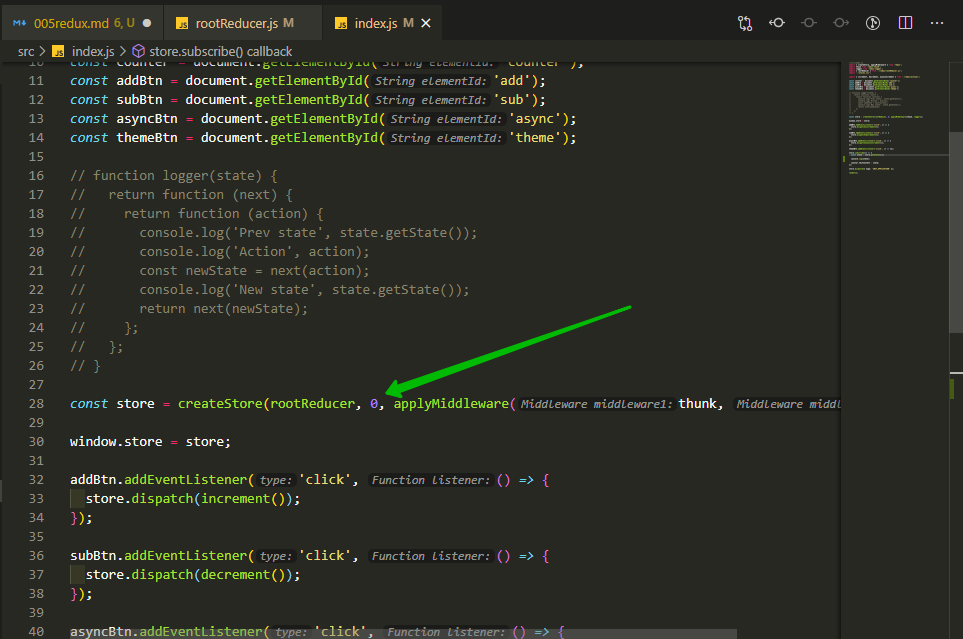 005redux.md 6, U
rootReducer.js M
index.js M
src > index.js > store.subscribe() callback
10 const counter = document.getElementById( String elementId: 'counter');
11 const addBtn = document.getElementById( String elementId: 'add');
12 const subBtn = document.getElementById( String elementId: 'sub');
13 const asyncBtn = document.getElementById( String elementId: 'async');
14 const themeBtn = document.getElementById( String elementId: 'theme');
15
16 // function logger(state) {
17 //   return function (next) {
18 //     return function (action) {
19 //       console.log('Prev state', state.getState());
20 //       console.log('Action', action);
21 //       const newState = next(action);
22 //       console.log('New state', state.getState());
23 //       return next(newState);
24 //     };
25 //   };
26 // }
27
28 const store = createStore(rootReducer, 0, applyMiddleware( Middleware middleware1: thunk, Middleware middl
29
30 window.store = store;
31
32 addBtn.addEventListener( type: 'click', Function listener: () => {
33   store.dispatch(increment());
34 });
35
36 subBtn.addEventListener( type: 'click', Function listener: () => {
37   store.dispatch(decrement());
38 });
39
40 asyncBtn.addEventListener( type: 'click', Function listener: () => {